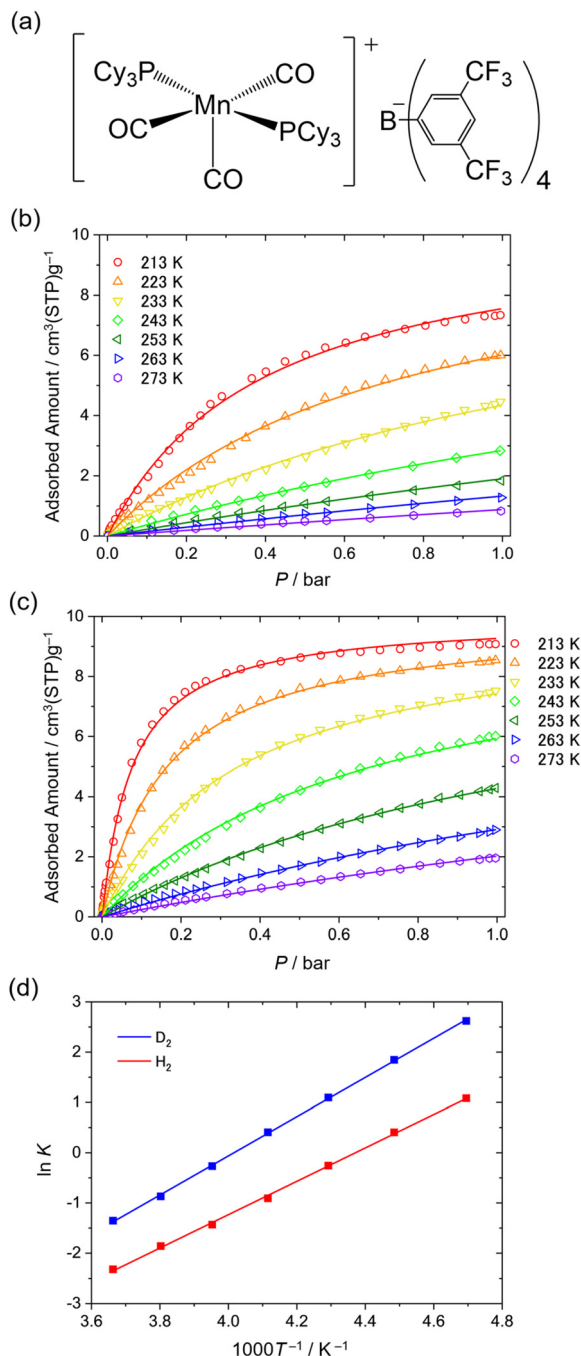 (a)
+
Cy₃P
CO
Mn
OC
PCy₃
CO
B⁻
CF₃
CF₃
4
(b)
10
8
6
4
2
0
213 K
223 K
233 K
243 K
253 K
263 K
273 K
Adsorbed Amount / cm³(STP)g⁻¹
0.0 0.2 0.4 0.6 0.8 1.0
P / bar
(c)
10
8
6
4
2
0
213 K
223 K
233 K
243 K
253 K
263 K
273 K
Adsorbed Amount / cm³(STP)g⁻¹
0.0 0.2 0.4 0.6 0.8 1.0
P / bar
(d)
3
2
1
0
-1
-2
-3
D₂
H₂
ln K
3.6 3.8 4.0 4.2 4.4 4.6 4.8
1000T⁻¹ / K⁻¹